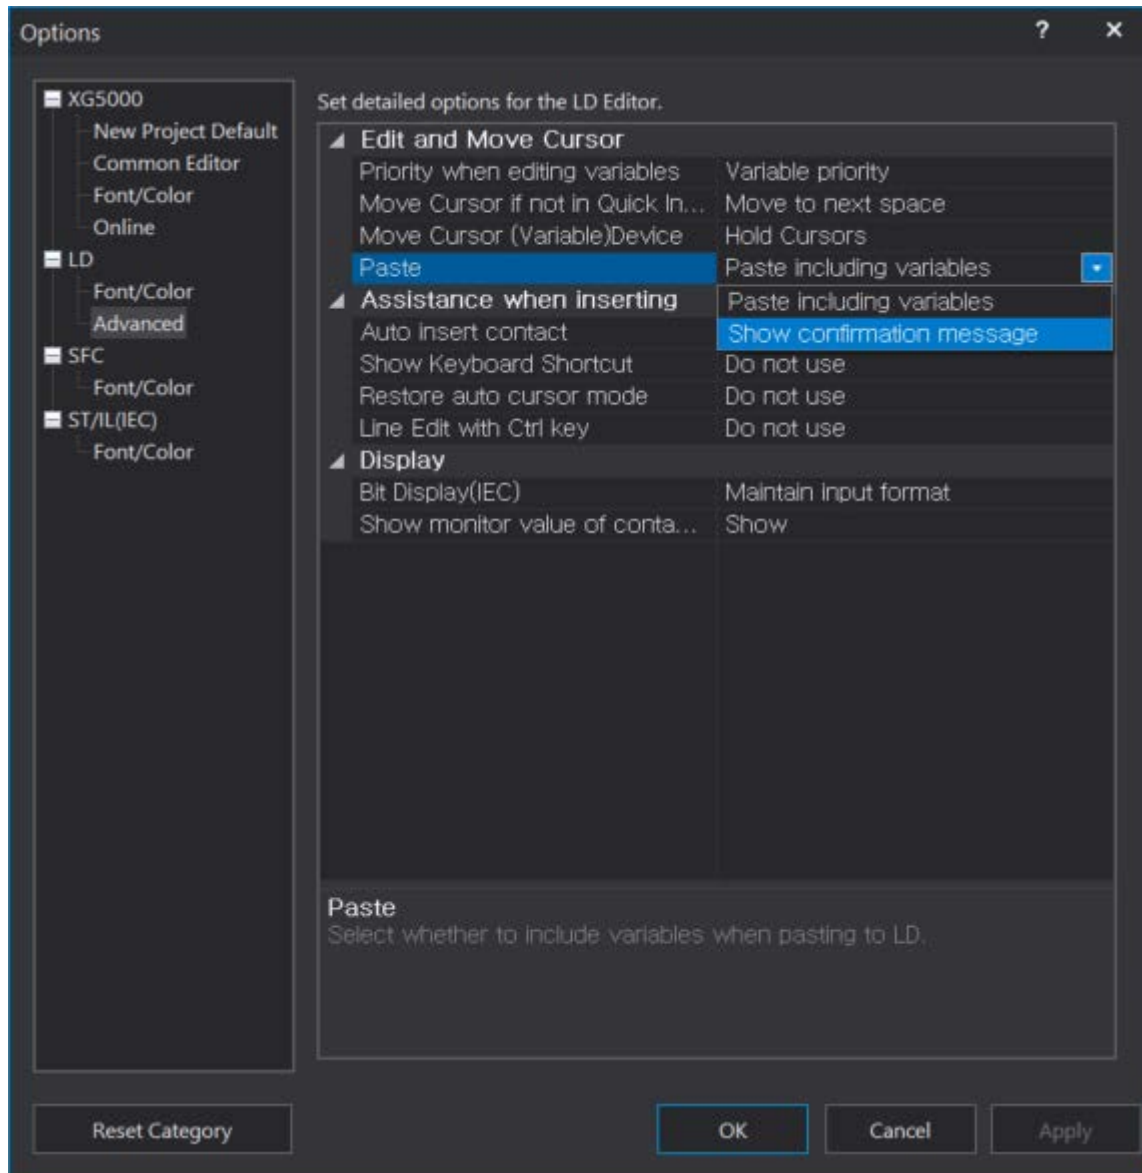 Options
?
XG5000
New Project Default
Common Editor
Font/Color
Online
LD
Font/Color
Advanced
SFC
Font/Color
ST/IL(IEC)
Font/Color
Set detailed options for the LD Editor.
Edit and Move Cursor
Priority when editing variables Variable priority
Move Cursor if not in Quick In... Move to next space
Move Cursor (Variable)Device Hold Cursors
Paste Paste including variables
Assistance when inserting Paste including variables
Auto insert contact Show confirmation message
Show Keyboard Shortcut Do not use
Restore auto cursor mode Do not use
Line Edit with Ctrl key Do not use
Display
Bit Display(IEC) Maintain input format
Show monitor value of conta... Show
Paste
Select whether to include variables when pasting to LD.
Reset Category OK Cancel Apply